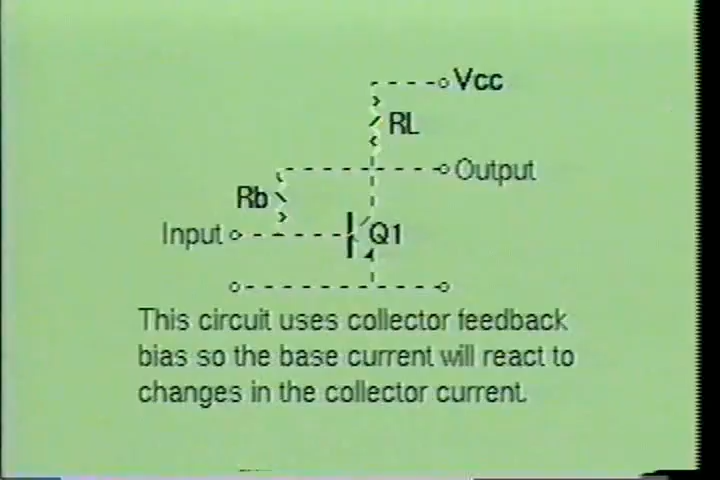 Vcc
RL
Output
Rb
Input
Q1
This circuit uses collector feedback
bias so the base current will react to
changes in the collector current.